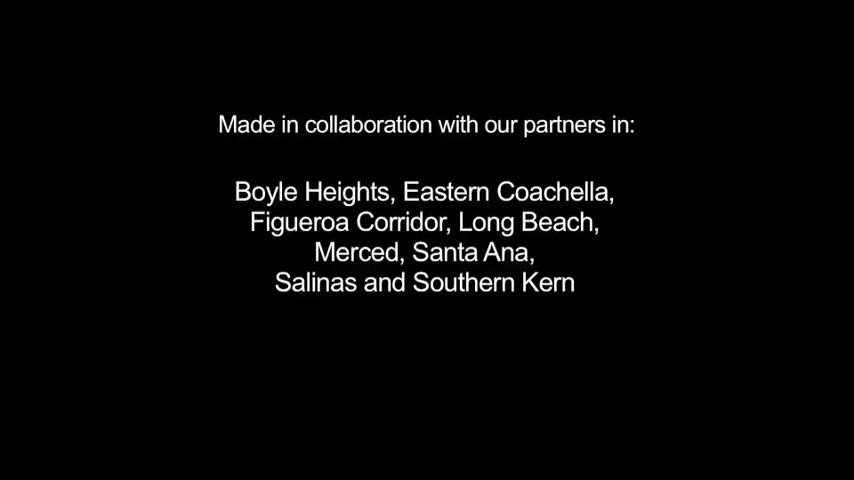 Made in collaboration with our partners in:
Boyle Heights, Eastern Coachella,
Figueroa Corridor, Long Beach,
Merced, Santa Ana,
Salinas and Southern Kern